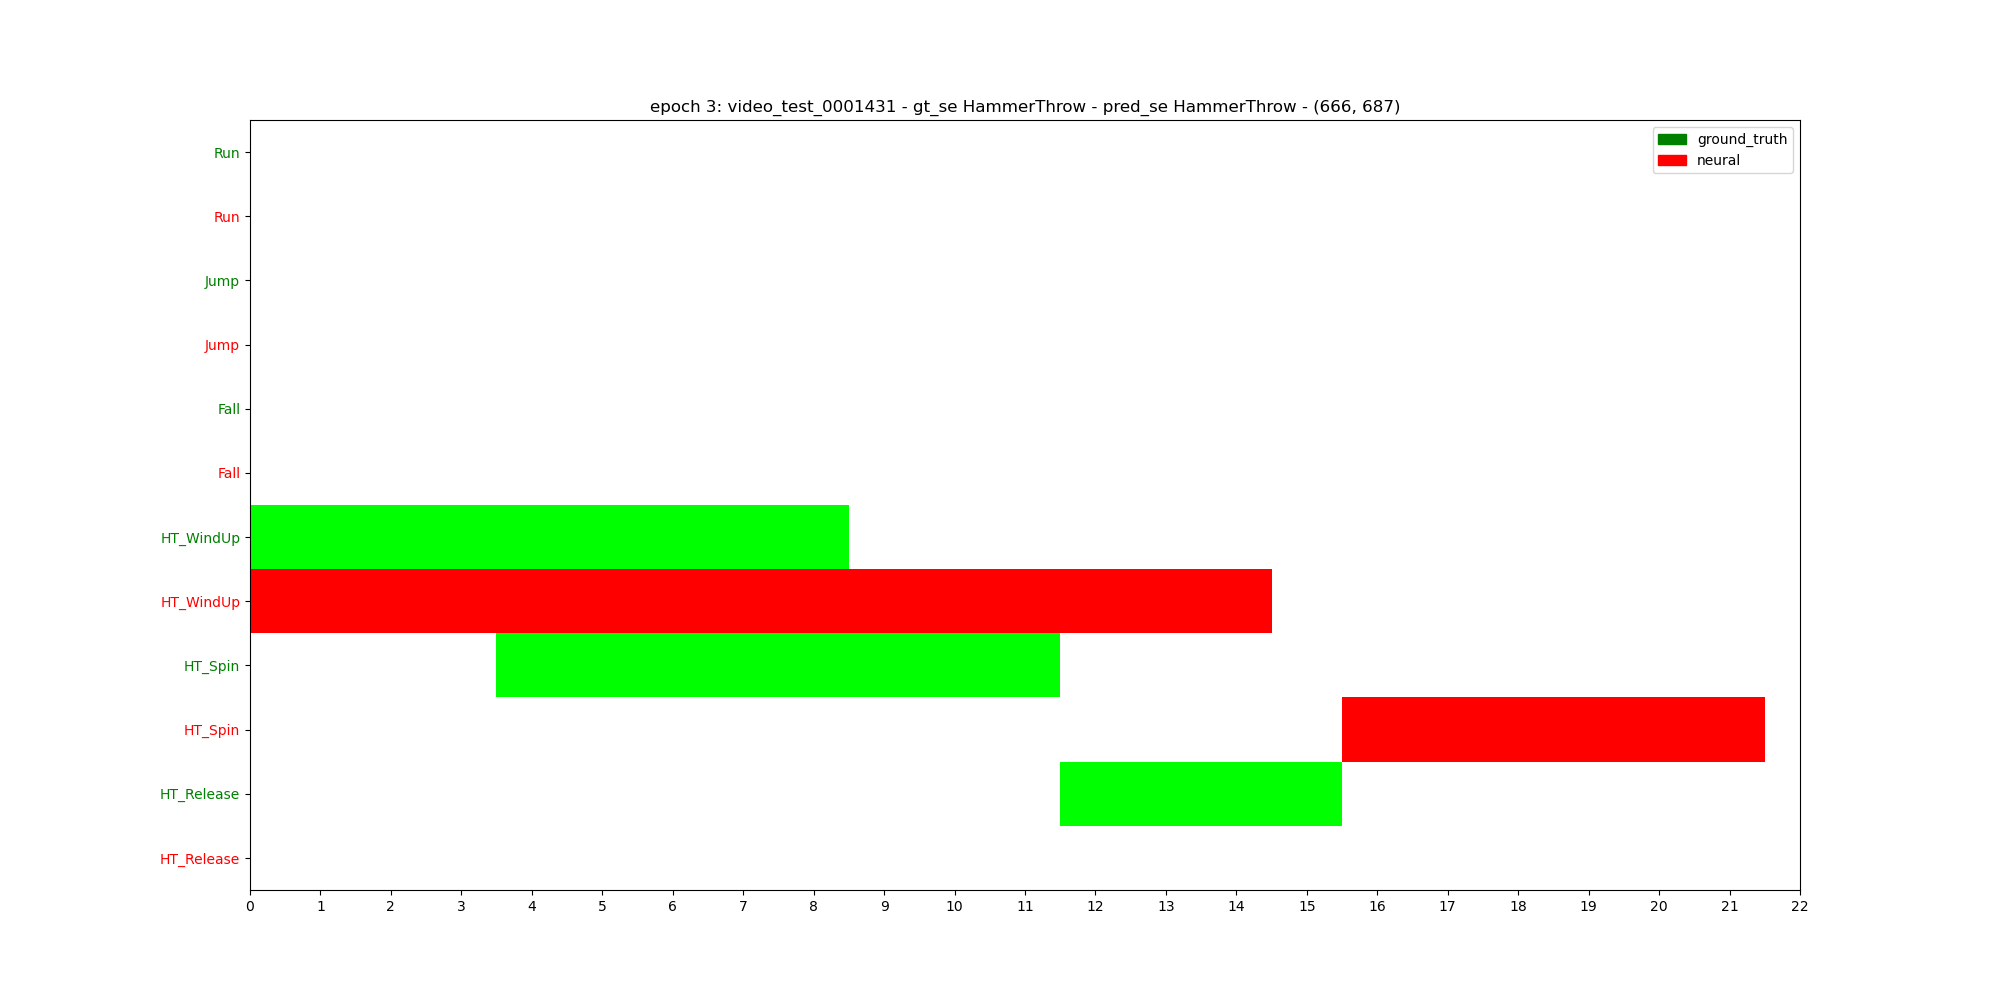 epoch 3: video_test_0001431 - gt_se HammerThrow - pred_se HammerThrow - (666, 687)
ground_truth
neural
Run
Run
Jump
Jump
Fall
Fall
HT_WindUp
HT_WindUp
HT_Spin
HT_Spin
HT_Release
HT_Release
0 1 2 3 4 5 6 7 8 9 10 11 12 13 14 15 16 17 18 19 20 21 22